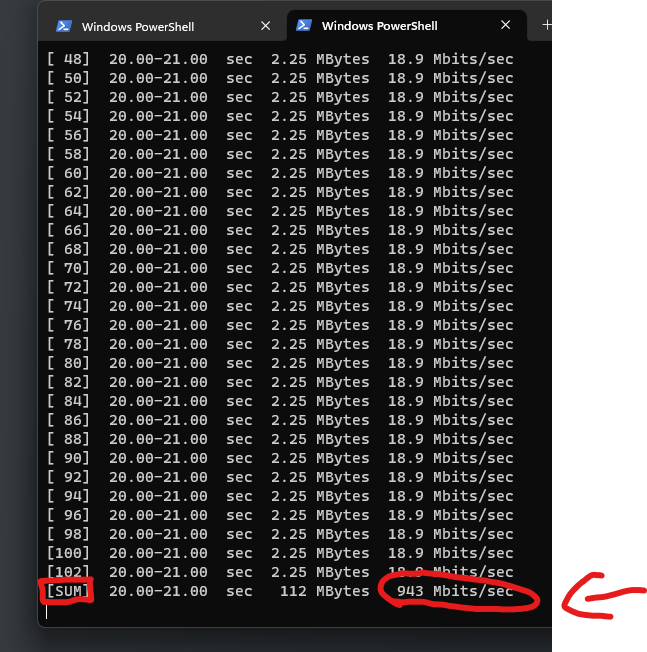 Windows PowerShell
Windows PowerShell
[ 48]  20.00-21.00  sec  2.25 MBytes  18.9 Mbits/sec
[ 50]  20.00-21.00  sec  2.25 MBytes  18.9 Mbits/sec
[ 52]  20.00-21.00  sec  2.25 MBytes  18.9 Mbits/sec
[ 54]  20.00-21.00  sec  2.25 MBytes  18.9 Mbits/sec
[ 56]  20.00-21.00  sec  2.25 MBytes  18.9 Mbits/sec
[ 58]  20.00-21.00  sec  2.25 MBytes  18.9 Mbits/sec
[ 60]  20.00-21.00  sec  2.25 MBytes  18.9 Mbits/sec
[ 62]  20.00-21.00  sec  2.25 MBytes  18.9 Mbits/sec
[ 64]  20.00-21.00  sec  2.25 MBytes  18.9 Mbits/sec
[ 66]  20.00-21.00  sec  2.25 MBytes  18.9 Mbits/sec
[ 68]  20.00-21.00  sec  2.25 MBytes  18.9 Mbits/sec
[ 70]  20.00-21.00  sec  2.25 MBytes  18.9 Mbits/sec
[ 72]  20.00-21.00  sec  2.25 MBytes  18.9 Mbits/sec
[ 74]  20.00-21.00  sec  2.25 MBytes  18.9 Mbits/sec
[ 76]  20.00-21.00  sec  2.25 MBytes  18.9 Mbits/sec
[ 78]  20.00-21.00  sec  2.25 MBytes  18.9 Mbits/sec
[ 80]  20.00-21.00  sec  2.25 MBytes  18.9 Mbits/sec
[ 82]  20.00-21.00  sec  2.25 MBytes  18.9 Mbits/sec
[ 84]  20.00-21.00  sec  2.25 MBytes  18.9 Mbits/sec
[ 86]  20.00-21.00  sec  2.25 MBytes  18.9 Mbits/sec
[ 88]  20.00-21.00  sec  2.25 MBytes  18.9 Mbits/sec
[ 90]  20.00-21.00  sec  2.25 MBytes  18.9 Mbits/sec
[ 92]  20.00-21.00  sec  2.25 MBytes  18.9 Mbits/sec
[ 94]  20.00-21.00  sec  2.25 MBytes  18.9 Mbits/sec
[ 96]  20.00-21.00  sec  2.25 MBytes  18.9 Mbits/sec
[ 98]  20.00-21.00  sec  2.25 MBytes  18.9 Mbits/sec
[100]  20.00-21.00  sec  2.25 MBytes  18.9 Mbits/sec
[102]  20.00-21.00  sec  2.25 MBytes  18.9 Mbits/sec
[SUM]  20.00-21.00  sec   112 MBytes   943 Mbits/sec